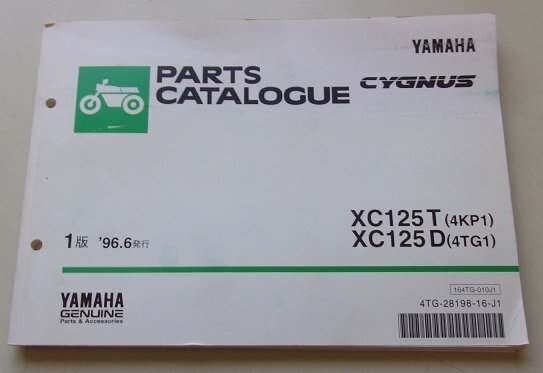 YAMAHA
PARTS
CATALOGUE
CYGNUS
XC125T(4KP1)
XC125D(4TG1)
1版 '96.6発行
164TG-010J1
4TG-28198-16-J1
YAMAHA
GENUINE
Parts & Accessories